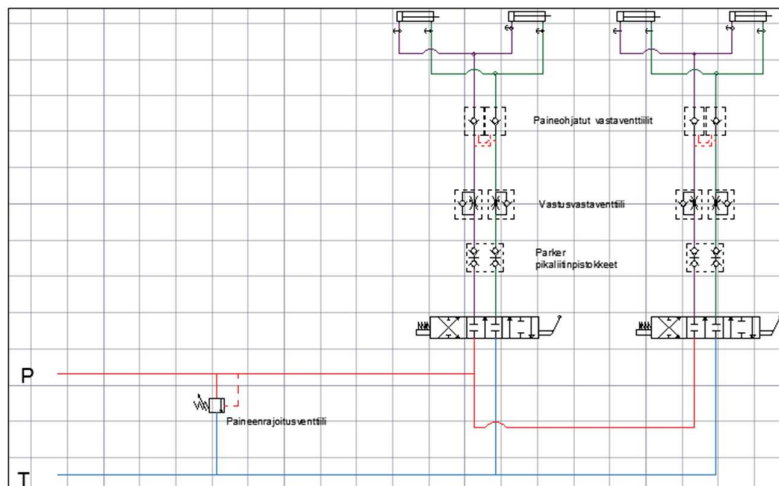 Paineohjatut vastaventtiilit
Vastusvastaventtiili
Parker
pikaliitinpistokkeet
P
Paineenrajoitusventtiili
T